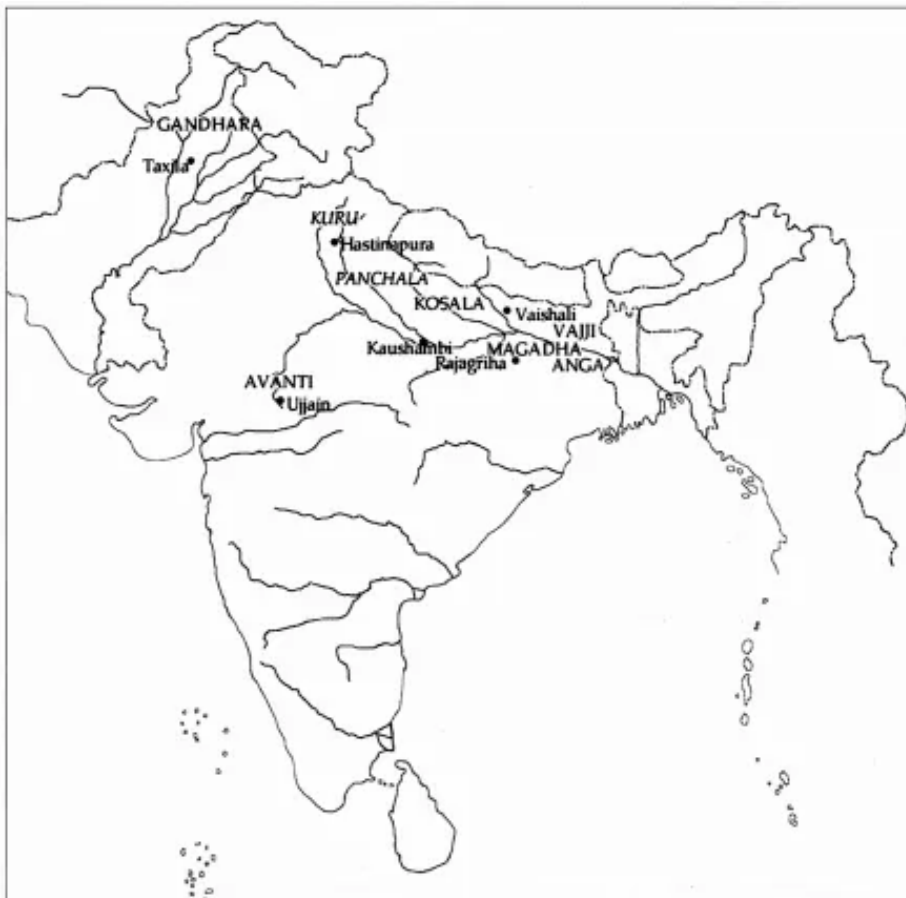 GANDHARA
Taxila
KURU
Hastinapura
PANCHALA
KOSALA
Vaishali
VAJJI
Kaushambi
MAGADHA
Rajagriha
ANGA
AVANTI
Ujjain